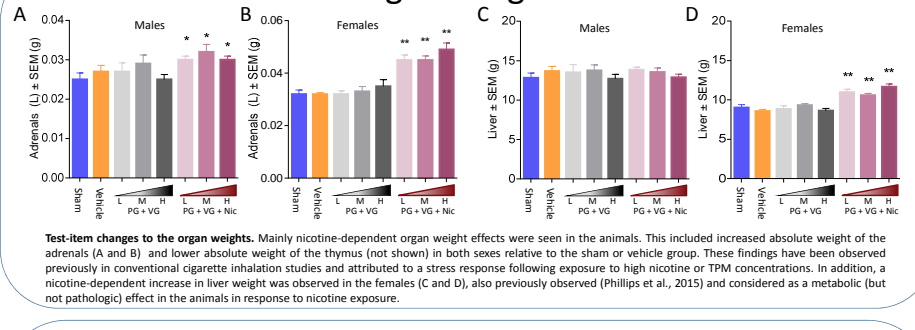 A
Males
Adrenals (L) ± SEM (g)
0.04
0.03
0.02
0.01
0.00
* * *
Sham
Vehicle
L M H
PG + VG
L M H
PG + VG + Nic
B
Females
Adrenals (L) ± SEM (g)
0.06
0.04
0.02
0.00
** ** **
Sham
Vehicle
L M H
PG + VG
L M H
PG + VG + Nic
C
Males
Liver ± SEM (g)
20
15
10
5
0
Sham
Vehicle
L M H
PG + VG
L M H
PG + VG + Nic
D
Females
Liver ± SEM (g)
20
15
10
5
0
** ** **
Sham
Vehicle
L M H
PG + VG
L M H
PG + VG + Nic
Test-item changes to the organ weights. Mainly nicotine-dependent organ weight effects were seen in the animals. This included increased absolute weight of the
adrenals (A and B) and lower absolute weight of the thymus (not shown) in both sexes relative to the sham or vehicle group. These findings have been observed
previously in conventional cigarette inhalation studies and attributed to a stress response following exposure to high nicotine or TPM concentrations. In addition, a
nicotine-dependent increase in liver weight was observed in the females (C and D), also previously observed (Phillips et al., 2015) and considered as a metabolic (but
not pathologic) effect in the animals in response to nicotine exposure.